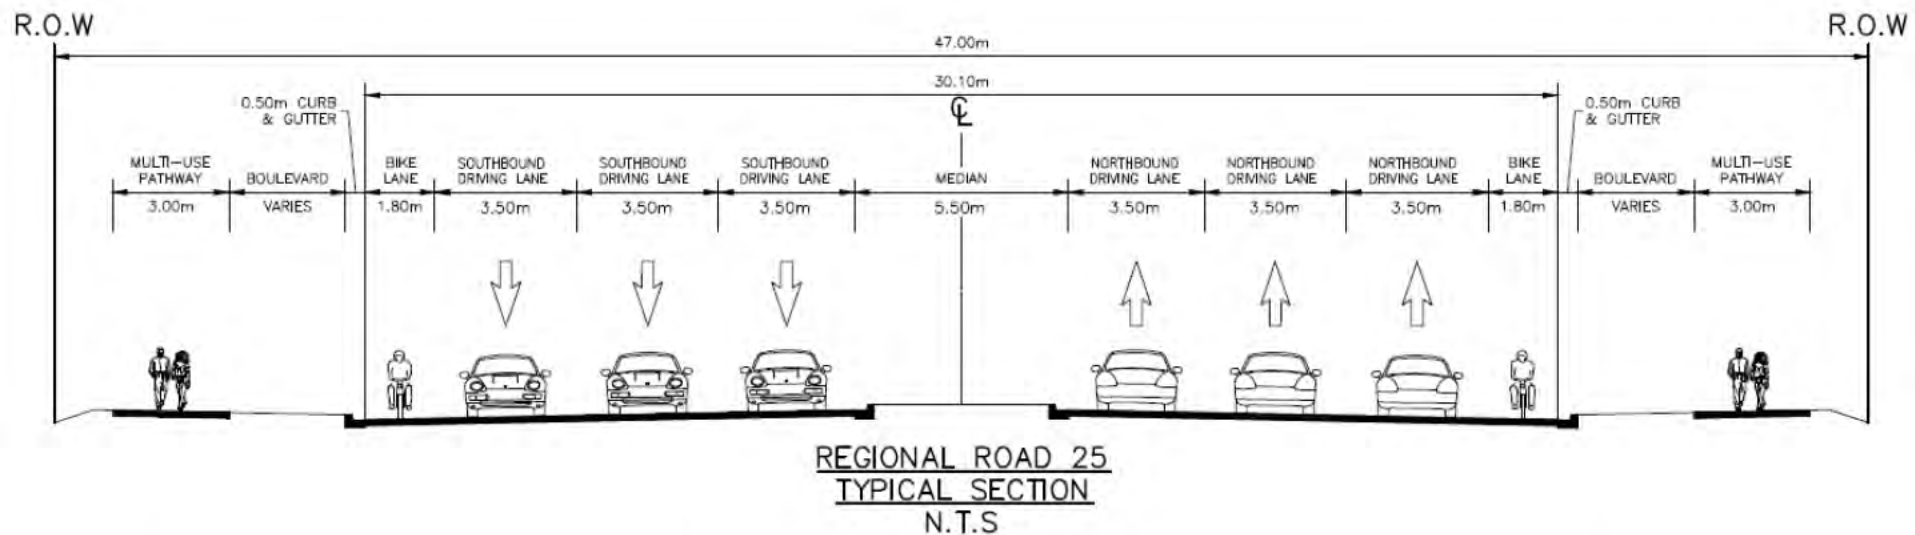 R.O.W
R.O.W
47.00m
30.10m
0.50m CURB
& GUTTER
℄
0.50m CURB
& GUTTER
MULTI-USE
PATHWAY
3.00m
BOULEVARD
VARIES
BIKE
LANE
1.80m
SOUTHBOUND
DRIVING LANE
3.50m
SOUTHBOUND
DRIVING LANE
3.50m
SOUTHBOUND
DRIVING LANE
3.50m
MEDIAN
5.50m
NORTHBOUND
DRIVING LANE
3.50m
NORTHBOUND
DRIVING LANE
3.50m
NORTHBOUND
DRIVING LANE
3.50m
BIKE
LANE
1.80m
BOULEVARD
VARIES
MULTI-USE
PATHWAY
3.00m
REGIONAL ROAD 25
TYPICAL SECTION
N.T.S